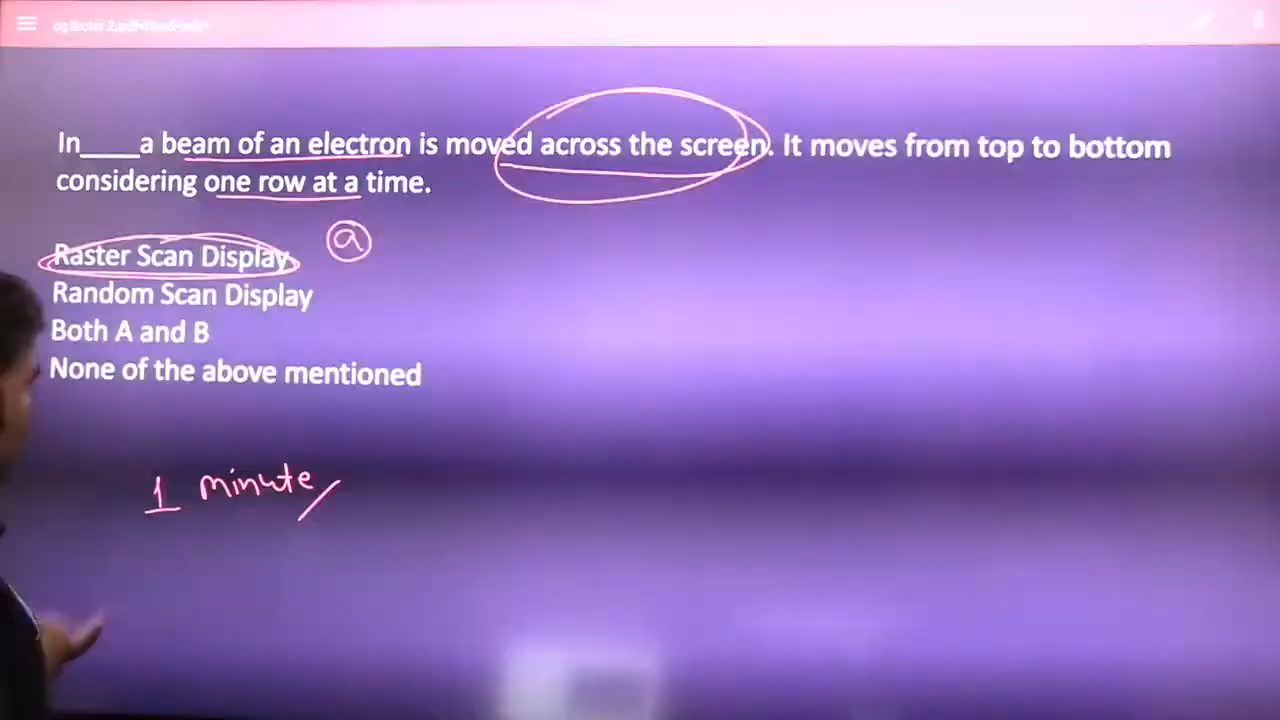 In____a beam of an electron is moved across the screen. It moves from top to bottom
considering one row at a time.
Raster Scan Display
a
Random Scan Display
Both A and B
None of the above mentioned
1 minute